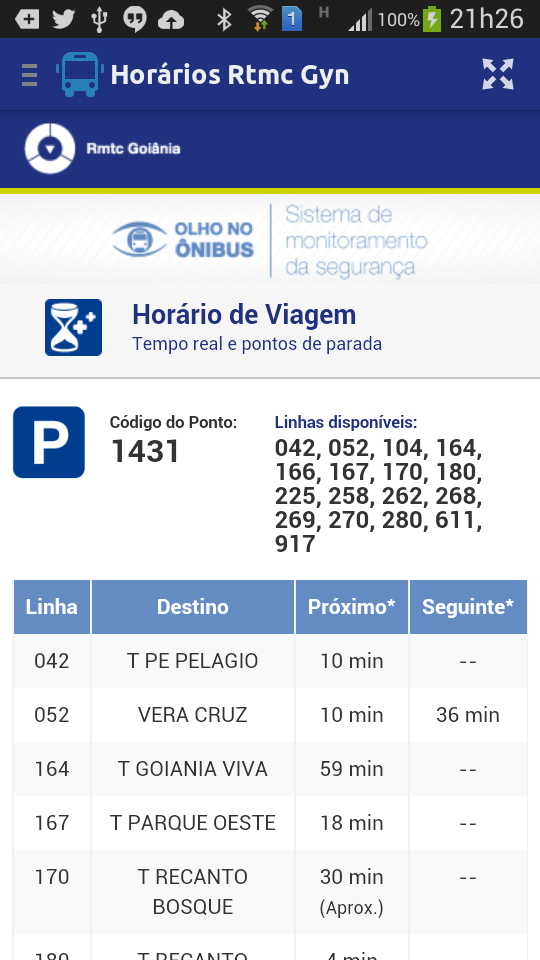 H 1 100% 21h26
Horários Rtmc Gyn
Rmtc Goiânia
OLHO NO
ÔNIBUS
Sistema de
monitoramento
da segurança
Horário de Viagem
Tempo real e pontos de parada
P
Código do Ponto:
1431
Linhas disponíveis:
042, 052, 104, 164,
166, 167, 170, 180,
225, 258, 262, 268,
269, 270, 280, 611,
917
Linha Destino Próximo* Seguinte*
042 T PE PELAGIO 10 min --
052 VERA CRUZ 10 min 36 min
164 T GOIANIA VIVA 59 min --
167 T PARQUE OESTE 18 min --
170 T RECANTO 30 min --
BOSQUE (Aprox.)
180 T RECANTO 4 min